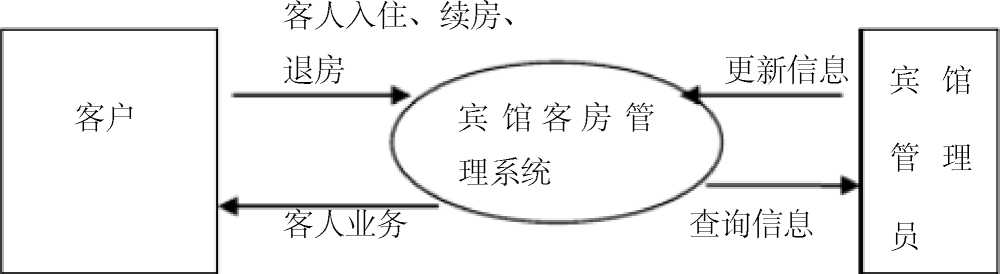 客人入住、续房、
退房
客户
宾馆客房管
理系统
客人业务
更新信息
查询信息
宾馆
管理
员